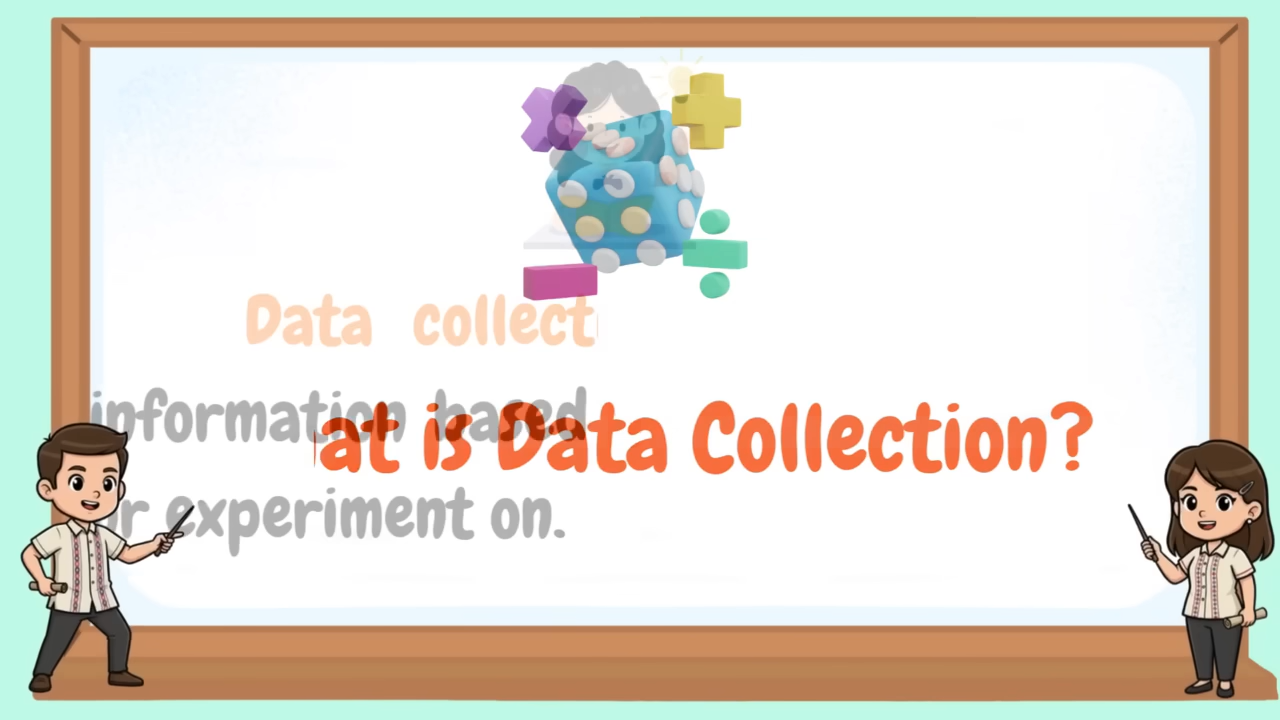 Data collect
information based
at is Data Collection?
r experiment on.